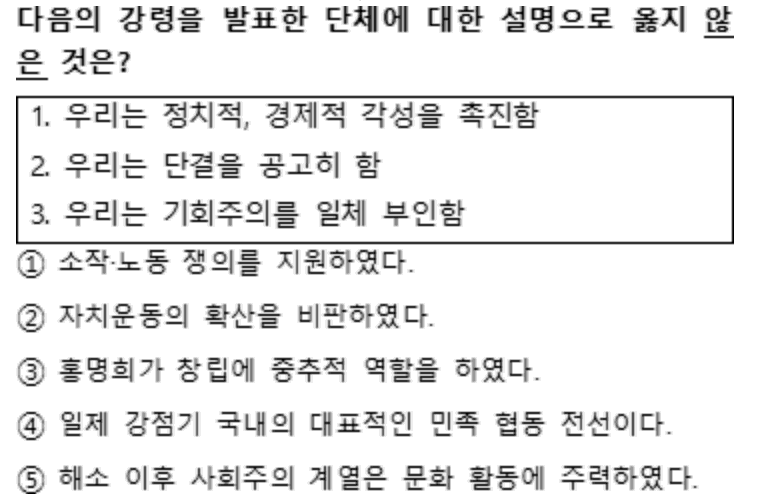 다음의 강령을 발표한 단체에 대한 설명으로 옳지 않
은 것은?
1. 우리는 정치적, 경제적 각성을 촉진함
2. 우리는 단결을 공고히 함
3. 우리는 기회주의를 일체 부인함
① 소작·노동 쟁의를 지원하였다.
② 자치운동의 확산을 비판하였다.
③ 홍명희가 창립에 중추적 역할을 하였다.
④ 일제 강점기 국내의 대표적인 민족 협동 전선이다.
⑤ 해소 이후 사회주의 계열은 문화 활동에 주력하였다.